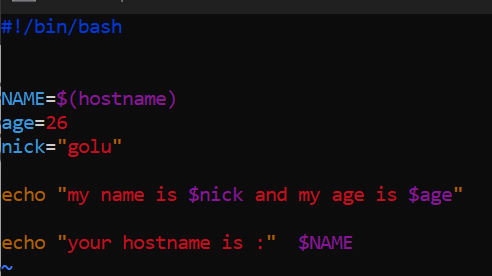 #!/bin/bash
NAME=$(hostname)
age=26
nick="golu"
echo "my name is $nick and my age is $age"
echo "your hostname is :"  $NAME
~